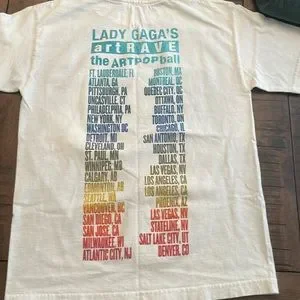 LADY GAGA'S
artRAVE
the ARTPOP ball
FT. LAUDERDALE, FL
ATLANTA, GA
PITTSBURGH, PA
UNCASVILLE, CT
PHILADELPHIA, PA
NEW YORK, NY
WASHINGTON DC
DETROIT, MI
CLEVELAND, OH
ST. PAUL, MN
WINNIPEG, MB
CALGARY, AB
EDMONTON, AB
SEATTLE, WA
VANCOUVER, BC
SAN DIEGO, CA
SAN JOSE, CA
MILWAUKEE, WI
ATLANTIC CITY, NJ
BOSTON, MA
MONTREAL, QC
QUEBEC CITY, QC
OTTAWA, ON
BUFFALO, NY
TORONTO, ON
CHICAGO, IL
SAN ANTONIO, TX
HOUSTON, TX
DALLAS, TX
LAS VEGAS, NV
LOS ANGELES, CA
LOS ANGELES, CA
PHOENIX, AZ
LAS VEGAS, NV
STATELINE, NV
SALT LAKE CITY, UT
DENVER, CO